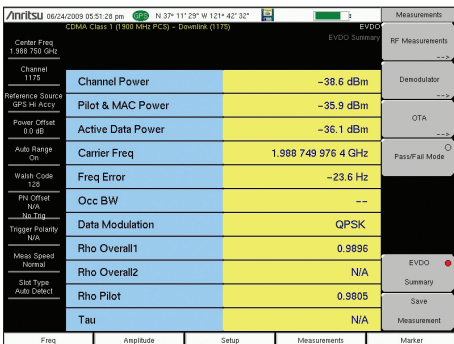 Anritsu 06/24/2009 05:51:28 pm GPS N 37° 11' 29" W 121° 42' 32"
CDMA Class 1 (1900 MHz PCS) - Downlink (1175) EVDO
EVDO Summary
Center Freq
1.988 750 GHz
Channel
1175
Reference Source
GPS Hi Accy
Power Offset
0.0 dB
Auto Range
On
Walsh Code
128
PN Offset
N/A
No Trig
Trigger Polarity
N/A
Meas Speed
Normal
Slot Type
Auto Detect
Channel Power -38.6 dBm
Pilot & MAC Power -35.9 dBm
Active Data Power -36.1 dBm
Carrier Freq 1.988 749 976 4 GHz
Freq Error -23.6 Hz
Occ BW --
Data Modulation QPSK
Rho Overall1 0.9896
Rho Overall2 N/A
Rho Pilot 0.9805
Tau N/A
Measurements
RF Measurements
-->
Demodulator
-->
OTA
-->
Pass/Fail Mode
EVDO
Summary
Save
Measurement
Freq Amplitude Setup Measurements Marker